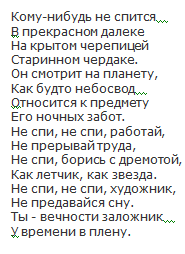 Кому-нибудь не спится
В прекрасном далеке
На крытом черепицей
Старинном чердаке.
Он смотрит на планету,
Как будто небосвод
Относится к предмету
Его ночных забот.
Не спи, не спи, работай,
Не прерывай труда,
Не спи, борись с дремотой,
Как летчик, как звезда.
Не спи, не спи, художник,
Не предавайся сну.
Ты - вечности заложник
У времени в плену.